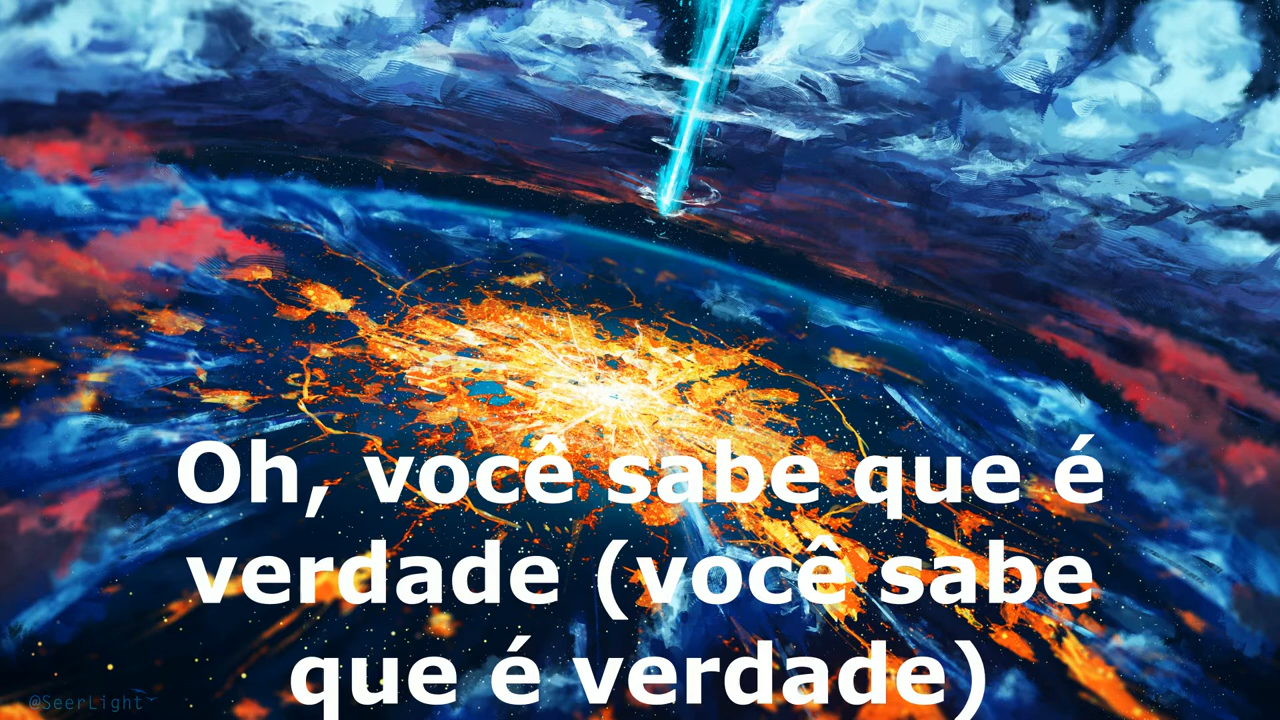 Oh, você sabe que é
verdade (você sabe
que é verdade)
@SeerLight